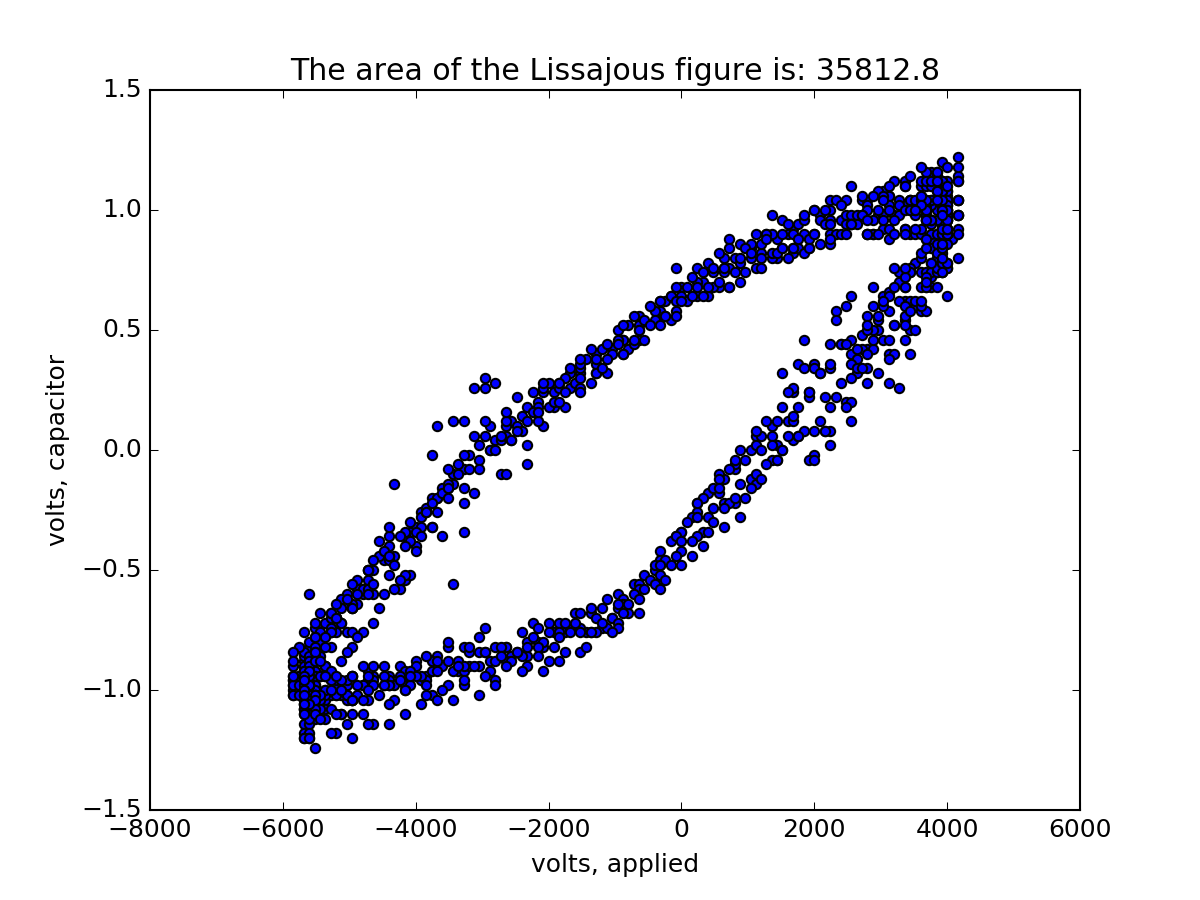 The area of the Lissajous figure is: 35812.8
1.5
1.0
0.5
0.0
−0.5
−1.0
−1.5
volts, capacitor
−8000 −6000 −4000 −2000 0 2000 4000 6000
volts, applied